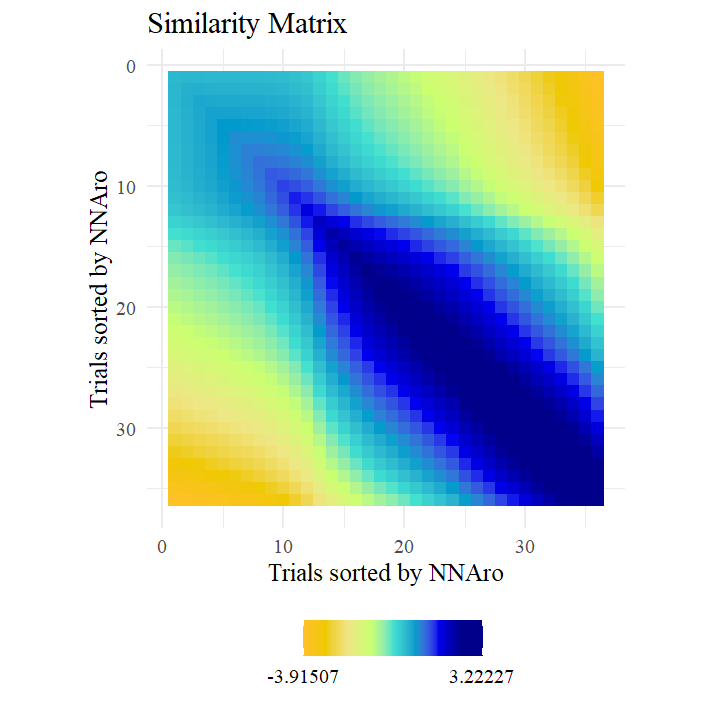 Similarity Matrix
0
10
20
30
Trials sorted by NNAro
0 10 20 30
Trials sorted by NNAro
-3.91507 3.22227